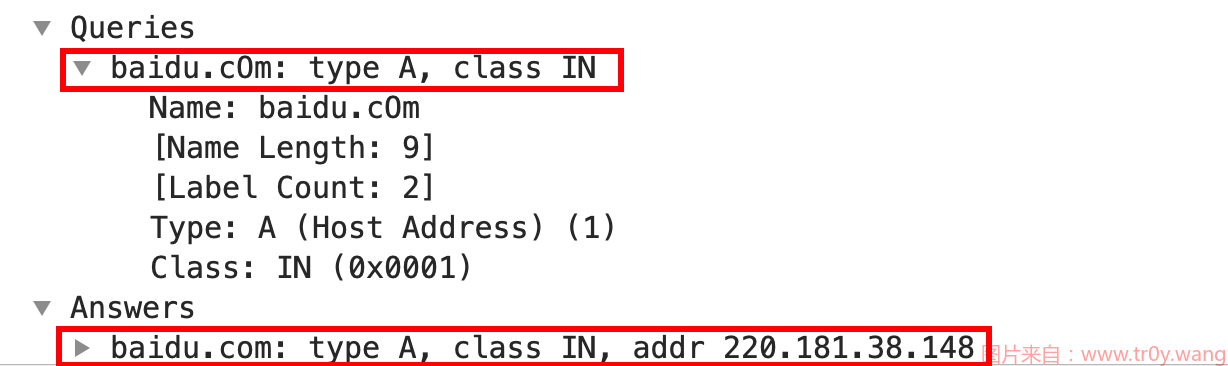 Queries
baidu.cOm: type A, class IN
Name: baidu.cOm
[Name Length: 9]
[Label Count: 2]
Type: A (Host Address) (1)
Class: IN (0x0001)
Answers
baidu.com: type A, class IN, addr 220.181.38.148
图片来自：www.tr0y.wang